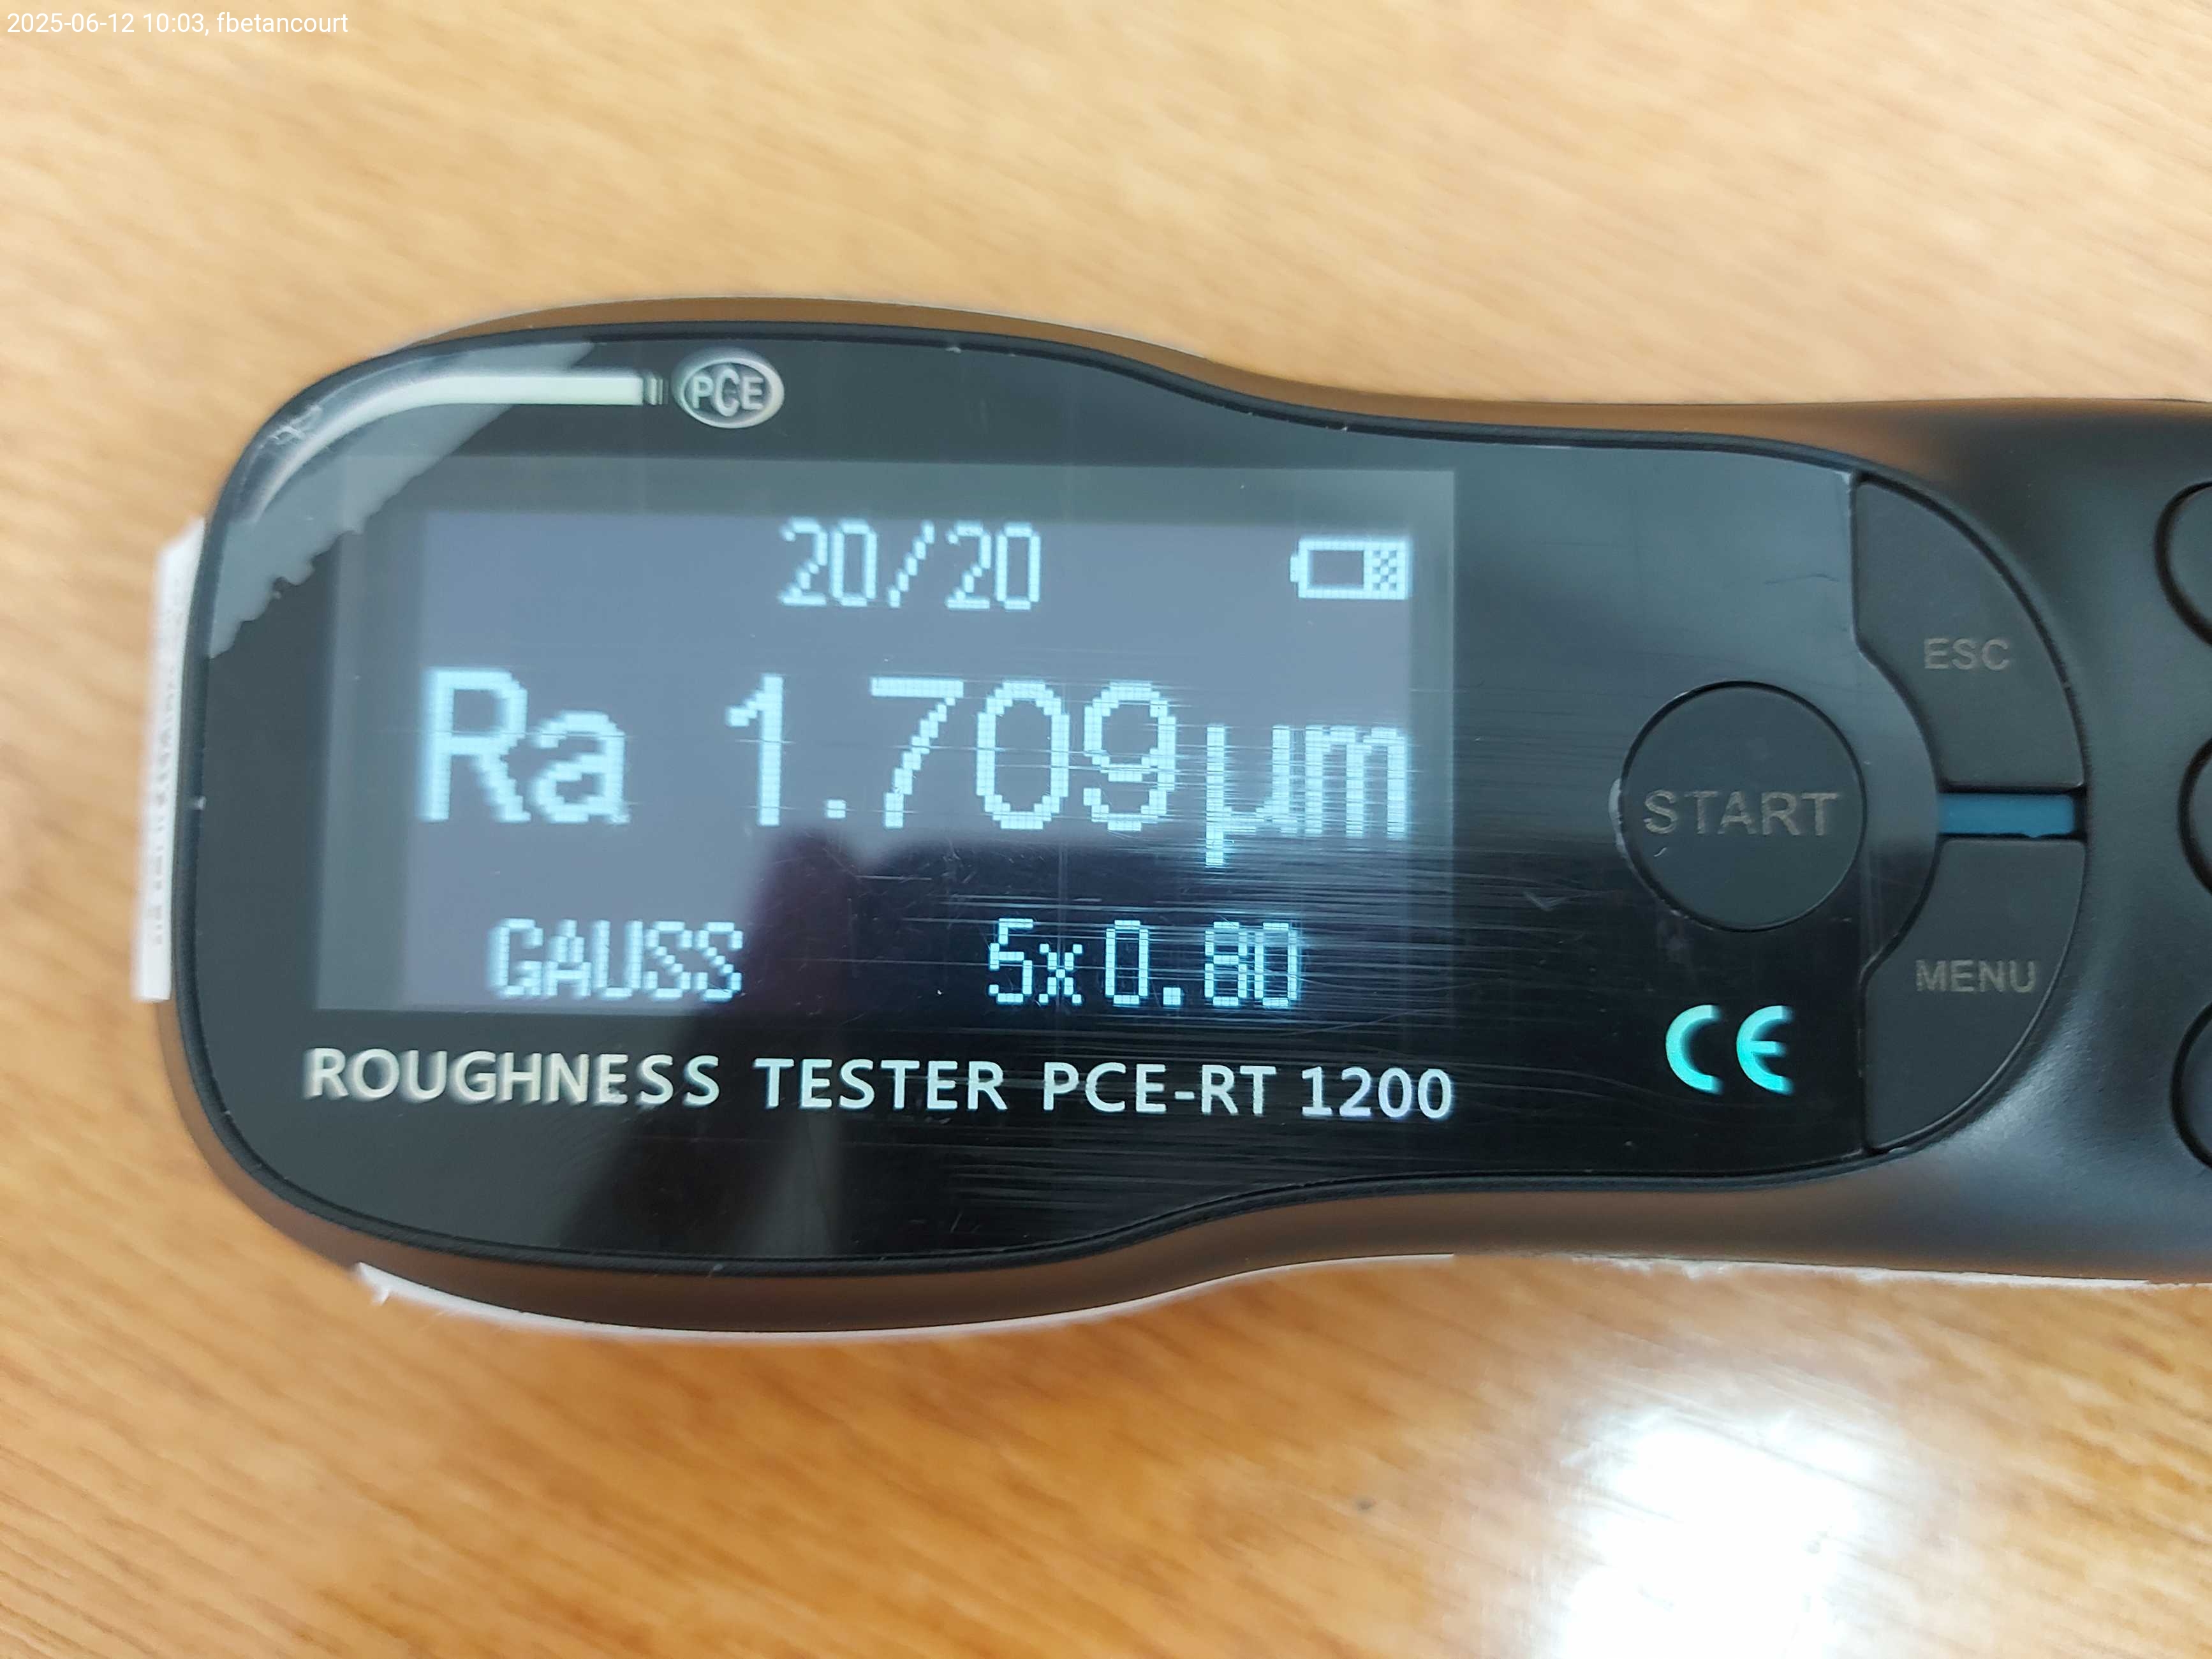 2025-06-12 10:03, fbetancourt
PCE
20/20
Ra 1.709µm
GAUSS 5x0.80
ROUGHNESS TESTER PCE-RT 1200
ESC
START
MENU
CE